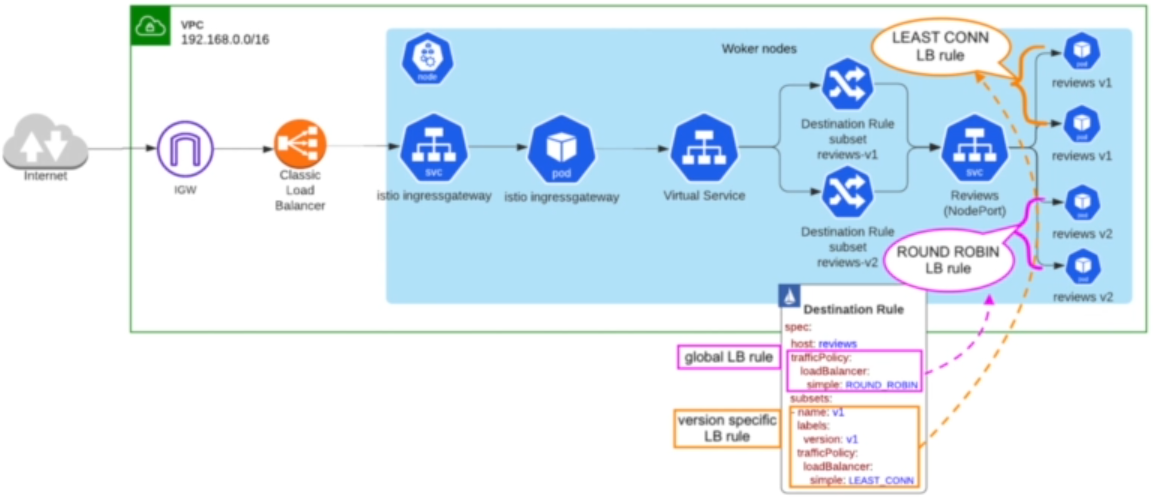 VPC
192.168.0.0/16
Internet
IGW
Classic
Load
Balancer
node
svc
istio ingressgateway
pod
istio ingressgateway
Virtual Service
Woker nodes
Destination Rule
subset
reviews-v1
Destination Rule
subset
reviews-v2
svc
Reviews
(NodePort)
LEAST CONN
LB rule
ROUND ROBIN
LB rule
pod
reviews v1
pod
reviews v1
pod
reviews v2
pod
reviews v2
Destination Rule
spec:
host: reviews
trafficPolicy:
loadBalancer:
simple: ROUND_ROBIN
subsets:
- name: v1
labels:
version: v1
trafficPolicy:
loadBalancer:
simple: LEAST_CONN
global LB rule
version specific
LB rule